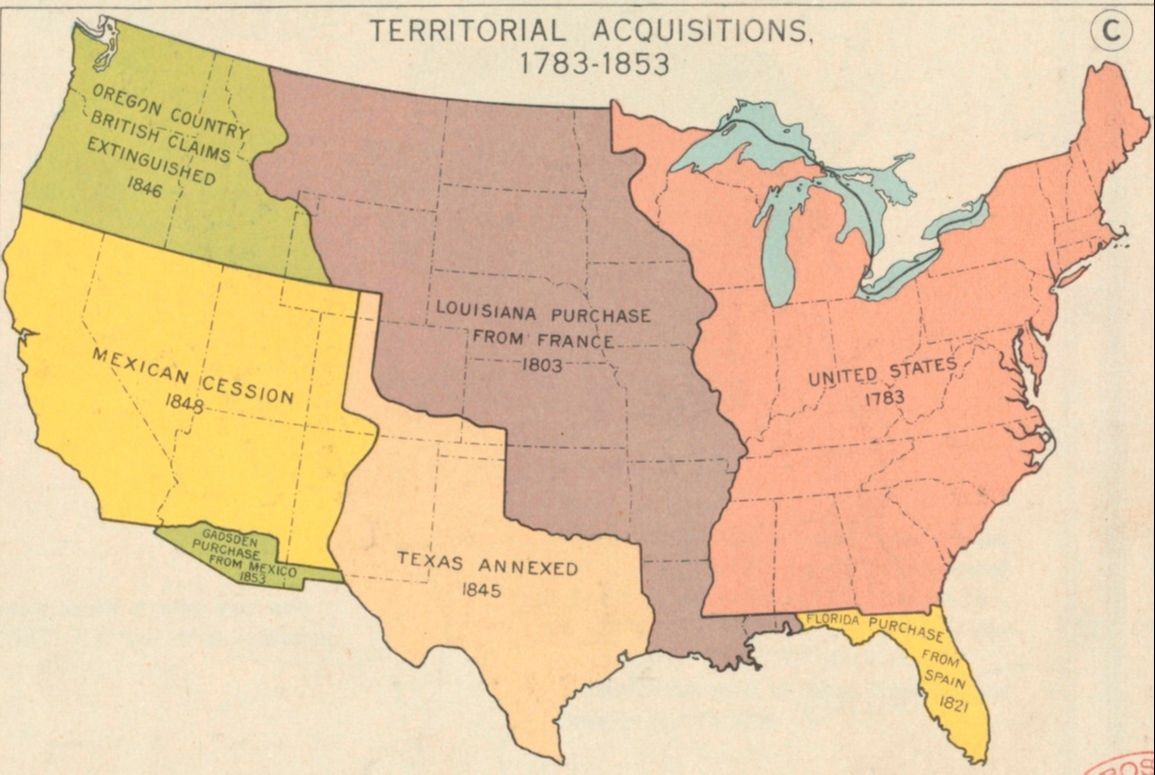 TERRITORIAL ACQUISITIONS,
1783-1853
C
OREGON COUNTRY
BRITISH CLAIMS
EXTINGUISHED
1846
LOUISIANA PURCHASE
FROM FRANCE
1803
UNITED STATES
1783
MEXICAN CESSION
1848
GADSDEN
PURCHASE
FROM MEXICO
1853
TEXAS ANNEXED
1845
FLORIDA PURCHASE
FROM
SPAIN
1821